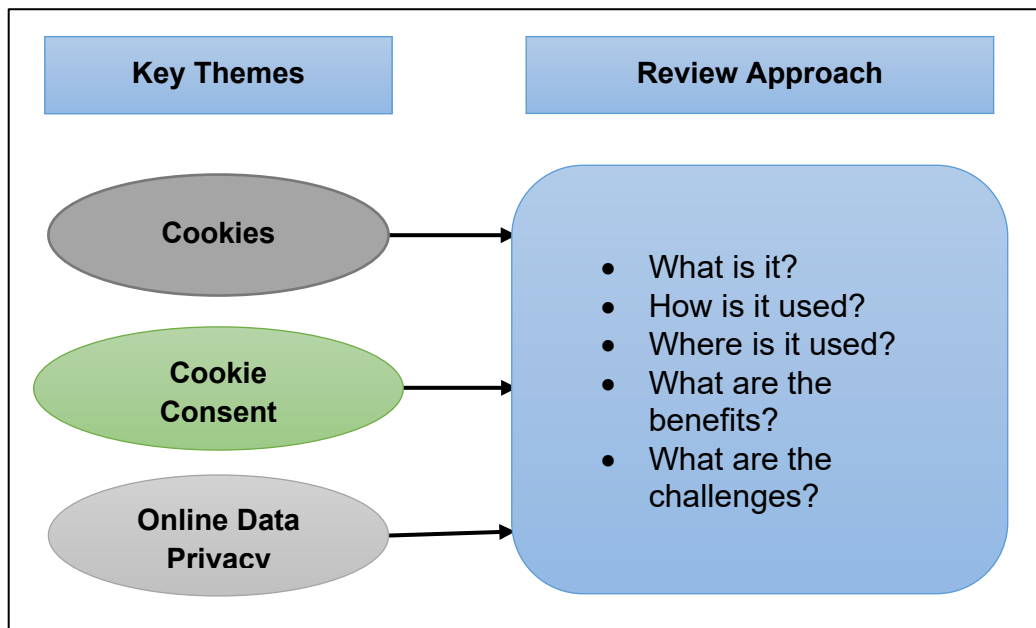 Key Themes
Review Approach
Cookies
Cookie
Consent
Online Data
Privacy
• What is it?
• How is it used?
• Where is it used?
• What are the
benefits?
• What are the
challenges?